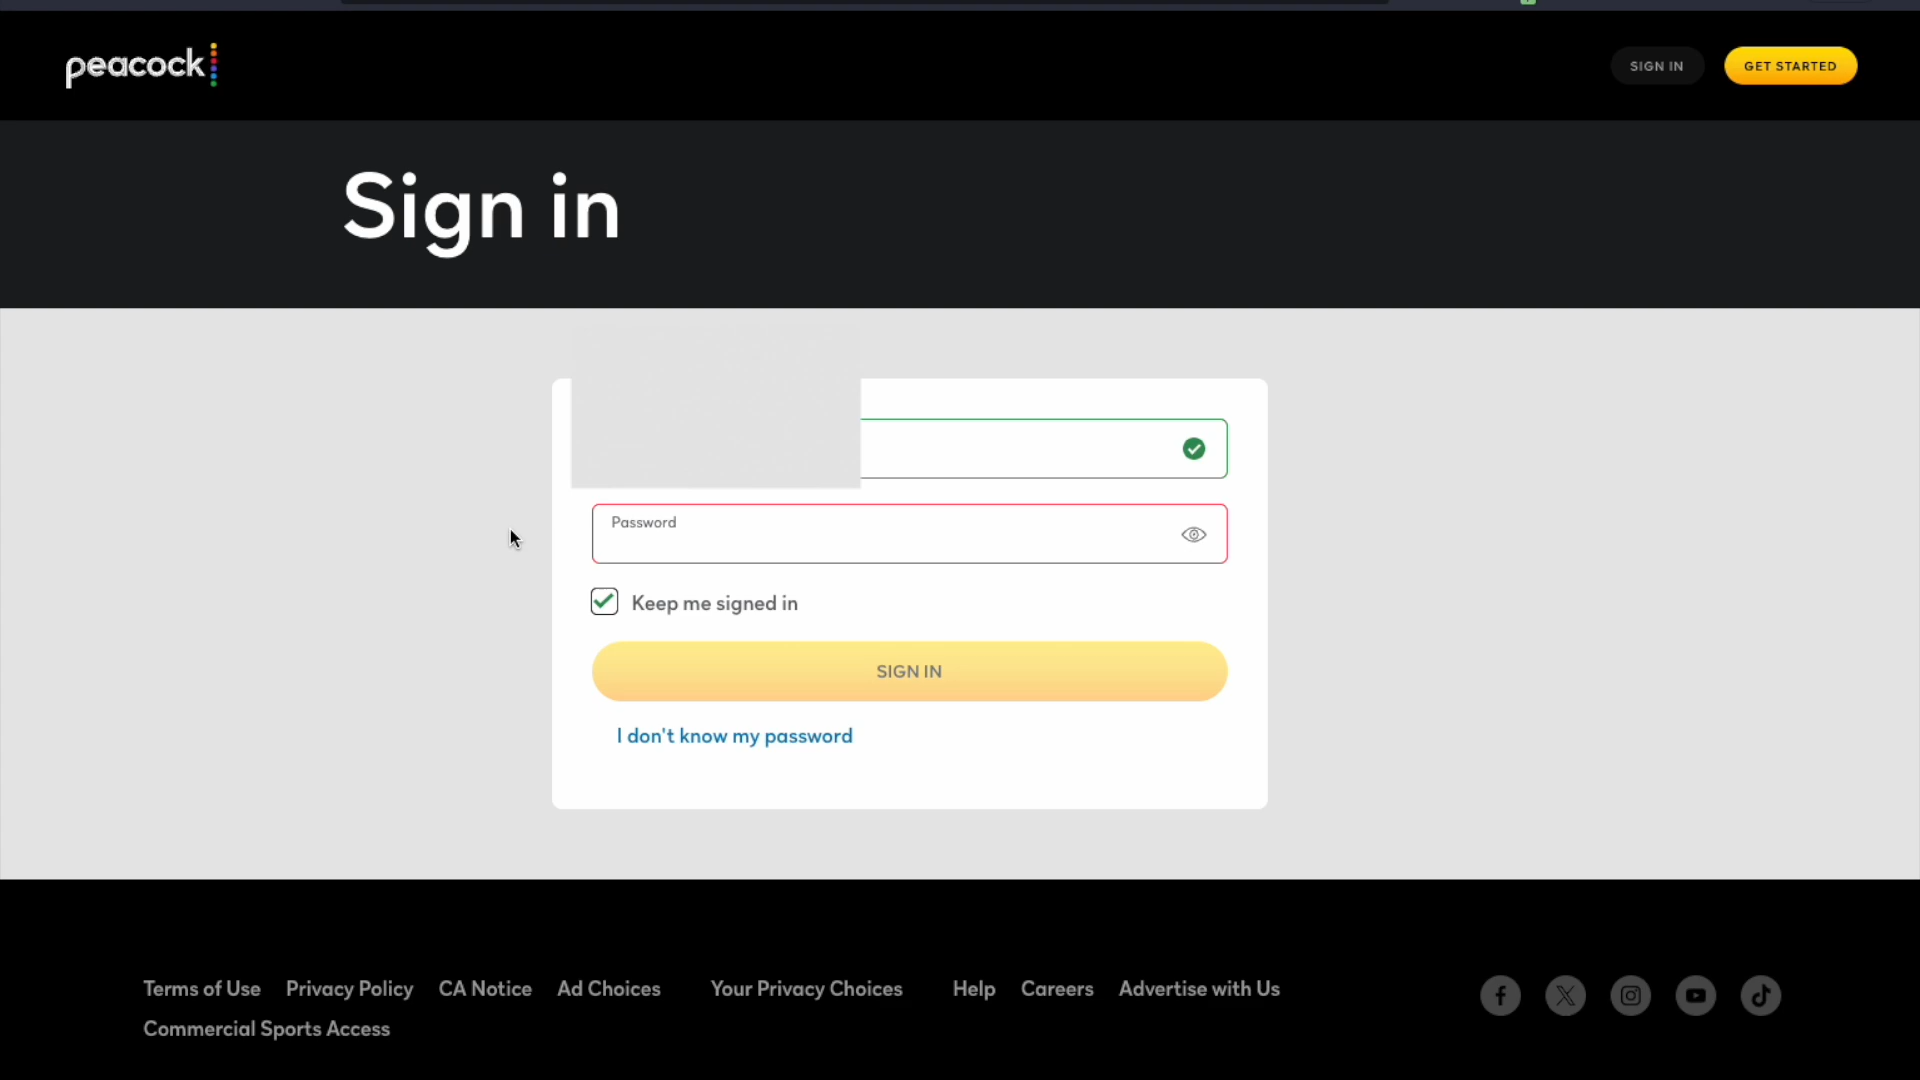 peacock
SIGN IN
GET STARTED
Sign in
Password
Keep me signed in
SIGN IN
I don't know my password
Terms of Use
Privacy Policy
CA Notice
Ad Choices
Your Privacy Choices
Help
Careers
Advertise with Us
Commercial Sports Access